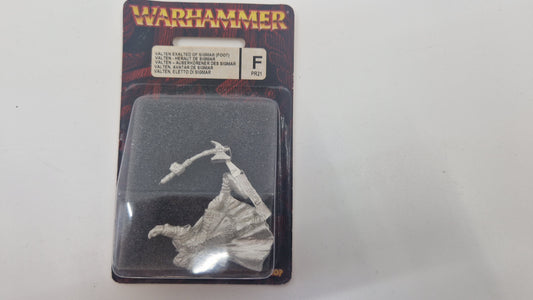 WARHAMMER
VALTEN EXALTED OF SIGMAR (FOOT)
VALTEN - HERAUT DE SIGMAR
VALTEN - AUSERKORENER DES SIGMAR
VALTEN, AVATAR DE SIGMAR
VALTEN, ELETTO DI SIGMAR
F
PR21